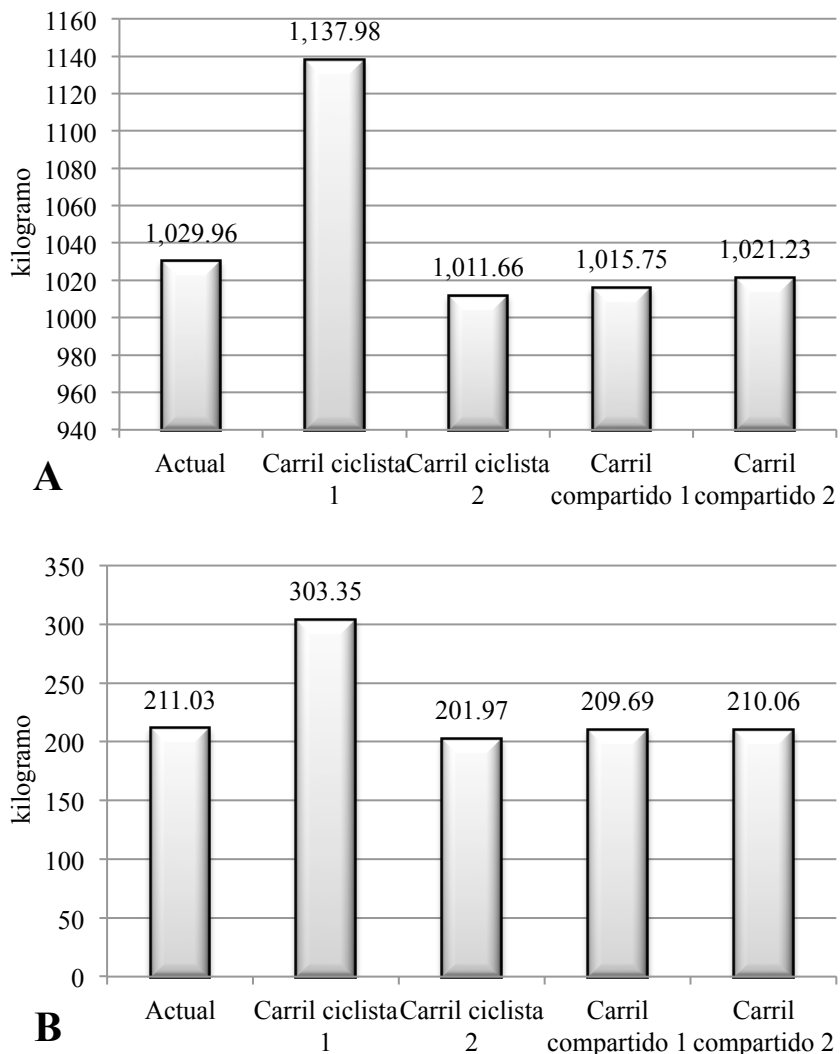 1160
1140
1120
1100
1080
1060
1040
1020
1000
980
960
940
kilogramo
1,029.96
1,137.98
1,011.66
1,015.75
1,021.23
Actual
Carril ciclista
1
Carril ciclista
2
Carril
compartido 1
Carril
compartido 2
A
350
300
250
200
150
100
50
0
kilogramo
211.03
303.35
201.97
209.69
210.06
Actual
Carril ciclista
1
Carril ciclista
2
Carril
compartido 1
Carril
compartido 2
B